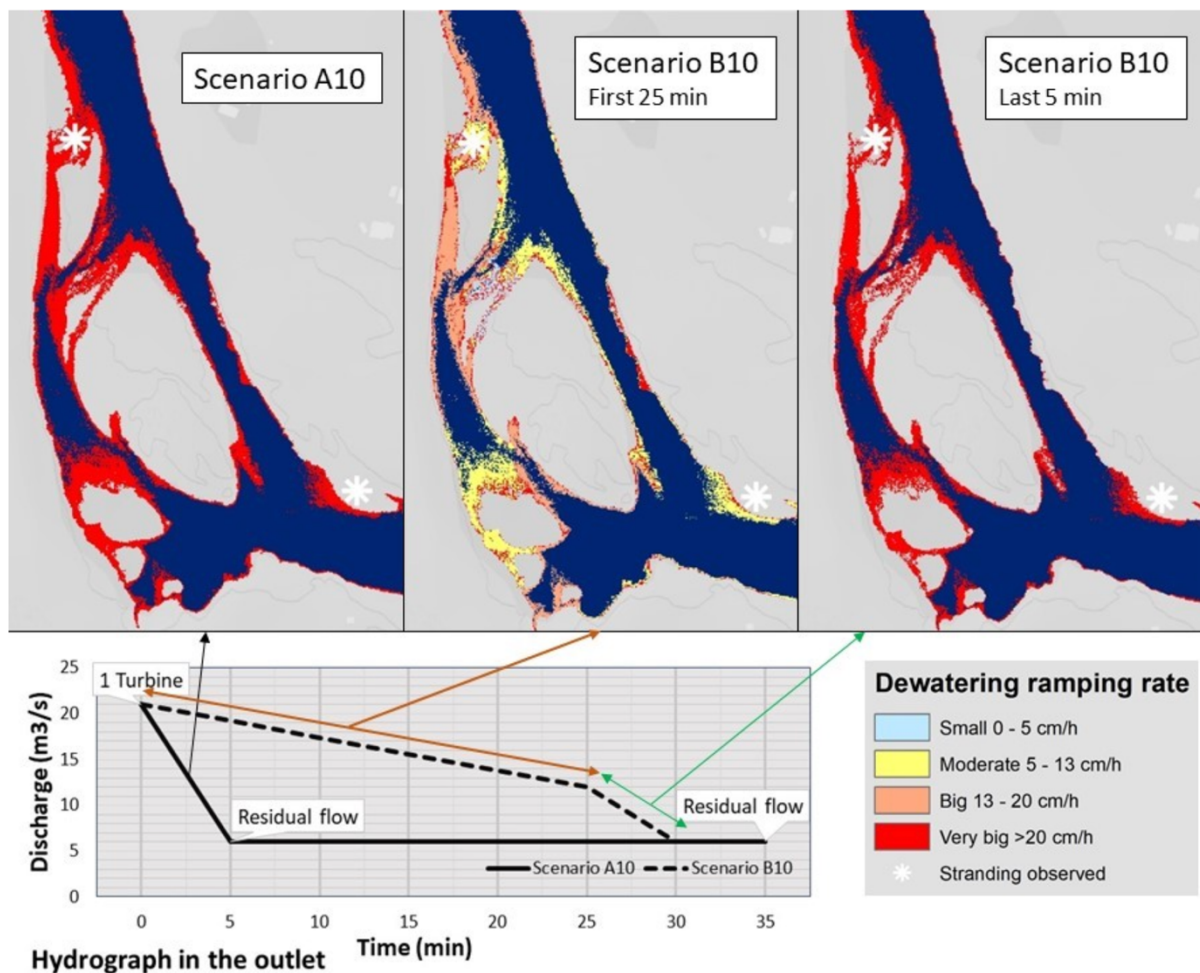 Scenario A10
Scenario B10
First 25 min
Scenario B10
Last 5 min
Discharge (m3/s)
25
20
15
10
5
0
1 Turbine
Residual flow
Residual flow
Scenario A10
Scenario B10
0 5 10 15 20 25 30 35
Time (min)
Hydrograph in the outlet
Dewatering ramping rate
Small 0 - 5 cm/h
Moderate 5 - 13 cm/h
Big 13 - 20 cm/h
Very big >20 cm/h
Stranding observed